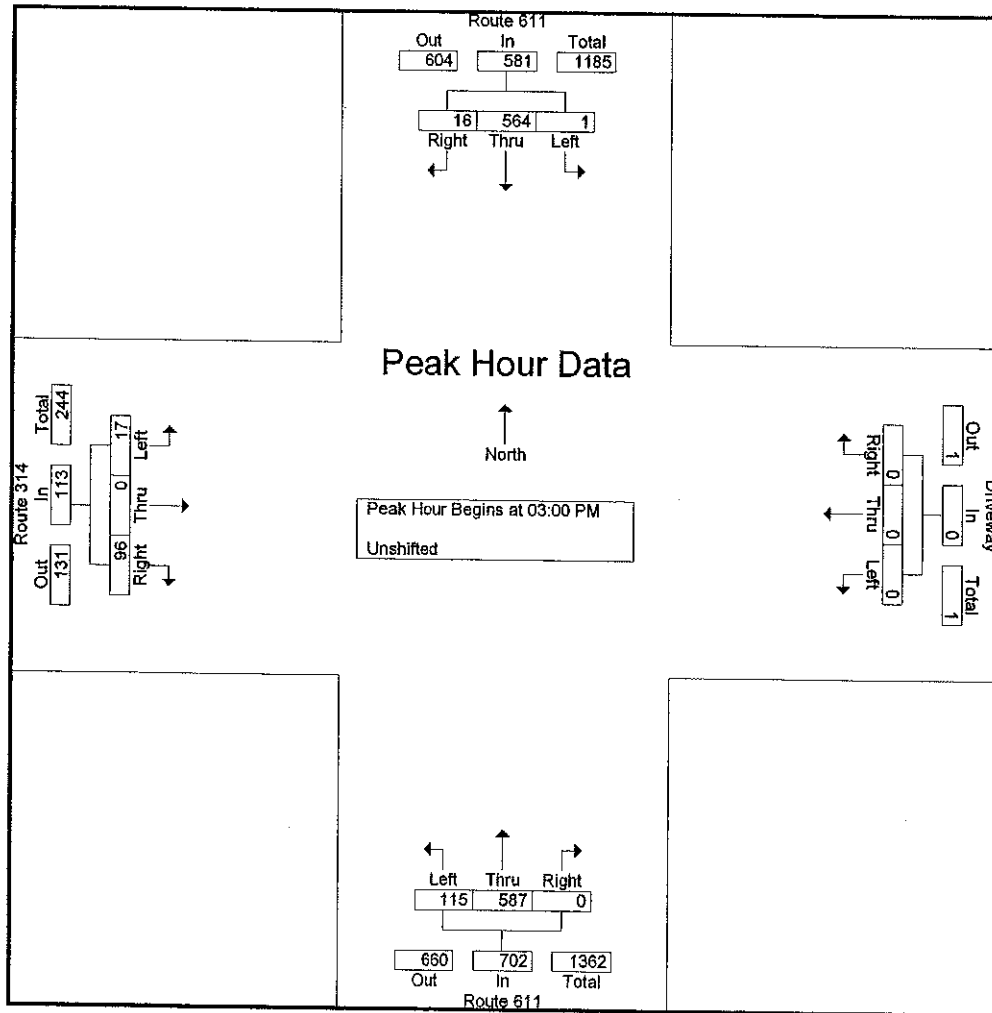 Route 611
Out In Total
604 581 1185
16 564 1
Right Thru Left
Peak Hour Data
North
Peak Hour Begins at 03:00 PM
Unshifted
Route 314
Total In Out
244 113 131
17 0 96
Left Thru Right
Driveway
Out In Total
1 0 1
Right Thru Left
0 0 0
Left Thru Right
115 587 0
660 702 1362
Out In Total
Route 611